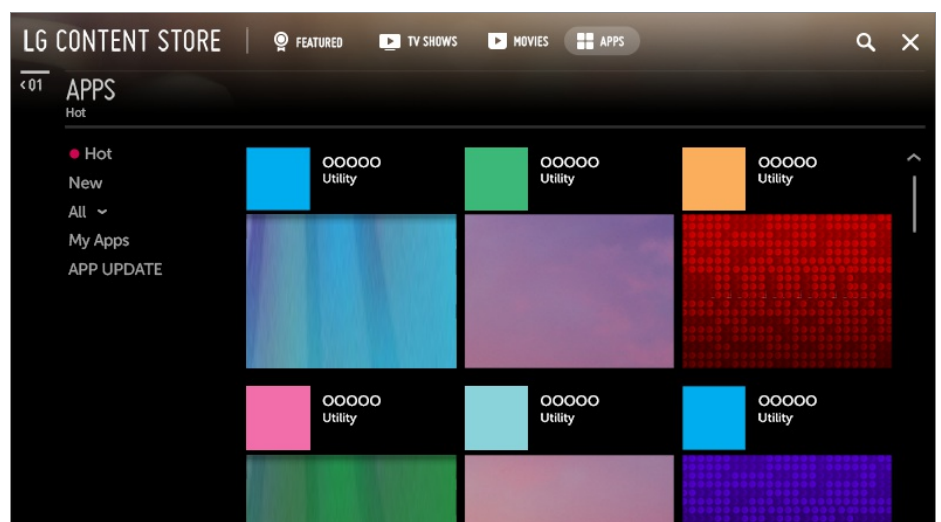 LG CONTENT STORE
FEATURED
TV SHOWS
MOVIES
APPS
<01
APPS
Hot
Hot
New
All
My Apps
APP UPDATE
OOOOO
Utility
OOOOO
Utility
OOOOO
Utility
OOOOO
Utility
OOOOO
Utility
OOOOO
Utility